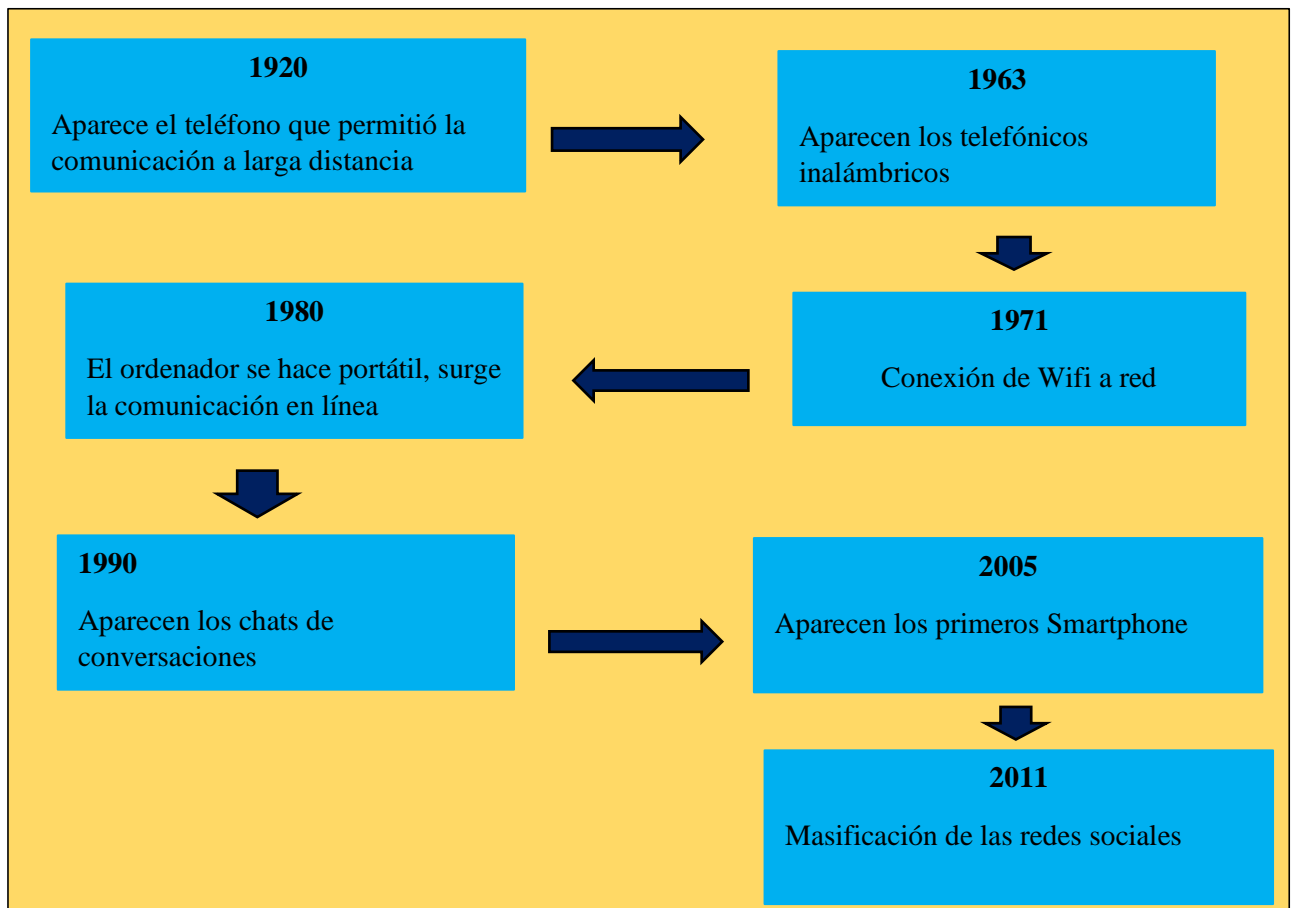 1920
Aparece el teléfono que permitió la
comunicación a larga distancia
1963
Aparecen los telefónicos
inalámbricos
1971
Conexión de Wifi a red
1980
El ordenador se hace portátil, surge
la comunicación en línea
1990
Aparecen los chats de
conversaciones
2005
Aparecen los primeros Smartphone
2011
Masificación de las redes sociales